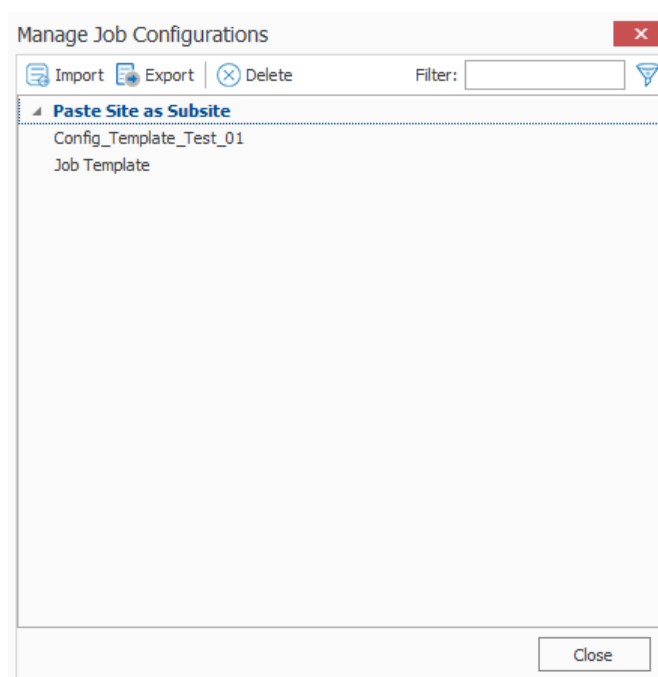 Manage Job Configurations
Import Export Delete Filter:
Paste Site as Subsite
Config_Template_Test_01
Job Template
Close